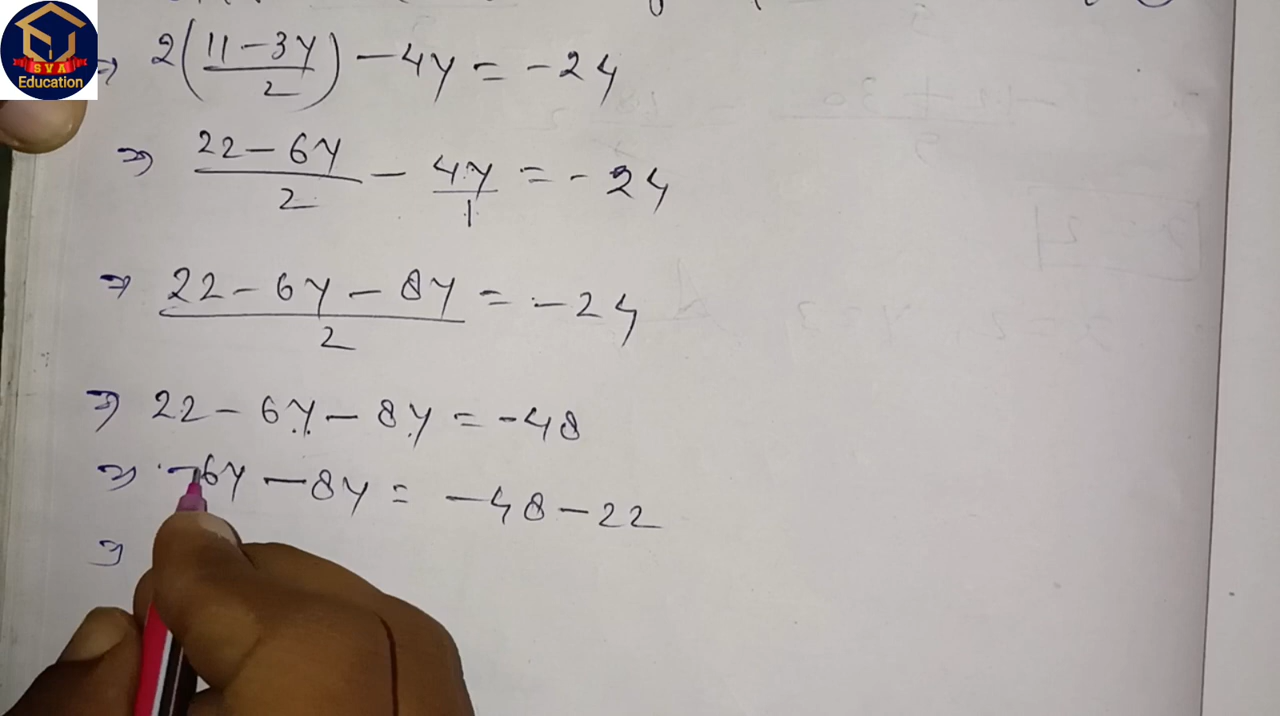 SVA
Education
⇒ 2(11-3y/2) - 4y = -24
⇒ 22-6y/2 - 4y/1 = -24
⇒ 22-6y-8y/2 = -24
⇒ 22-6y-8y = -48
⇒ -6y-8y = -48-22
⇒